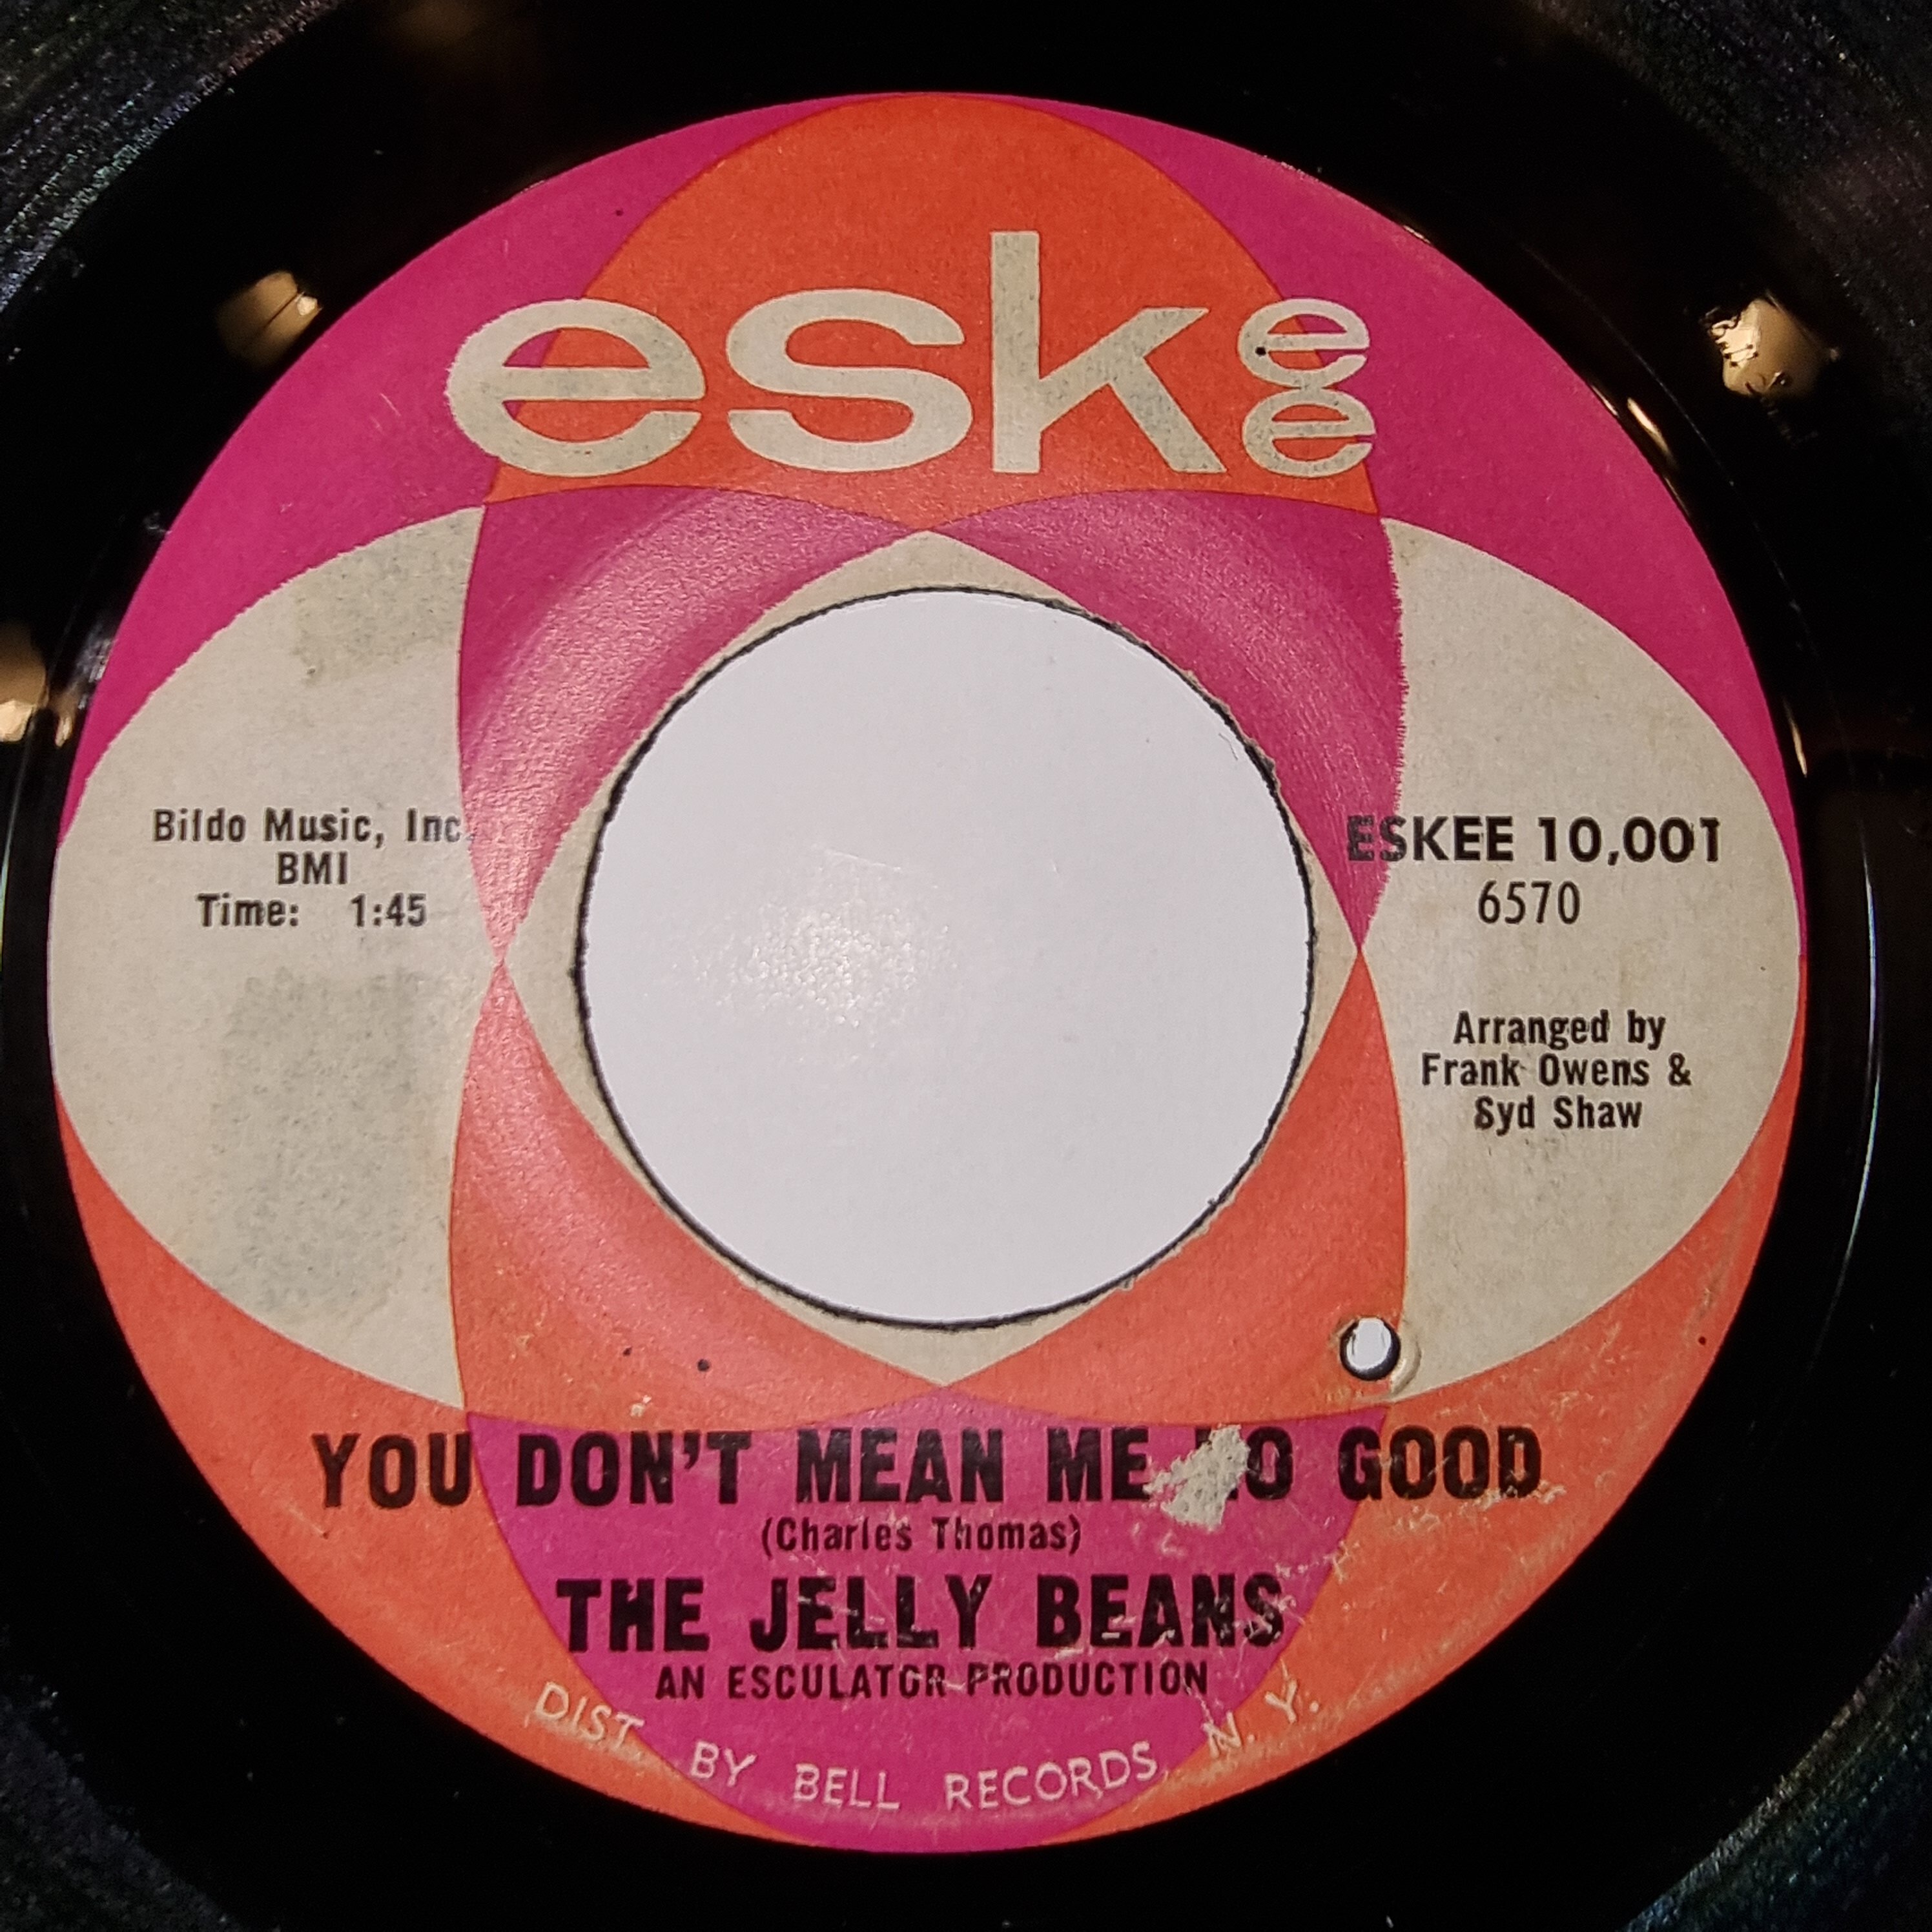 eskee
Bildo Music, Inc.
BMI
Time: 1:45
ESKEE 10,001
6570
Arranged by
Frank Owens &
Syd Shaw
YOU DON'T MEAN ME NO GOOD
(Charles Thomas)
THE JELLY BEANS
AN ESCULATOR PRODUCTION
DIST. BY BELL RECORDS, N. Y.